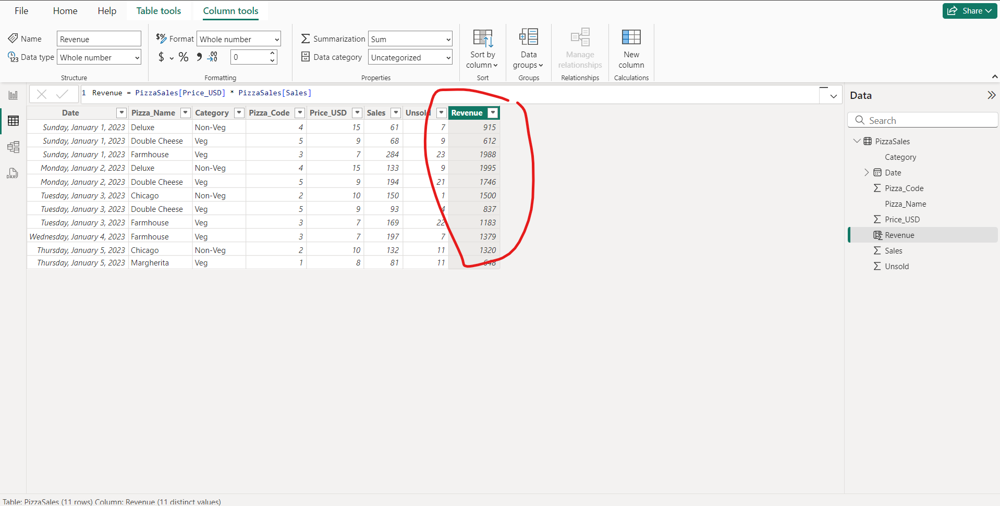 File Home Help Table tools Column tools Share
Name Revenue $% Format Whole number Summarization Sum
Data type Whole number $ % 0 Data category Uncategorized
Sort by column Data groups Manage relationships New column
Structure Formatting Properties Sort Groups Relationships Calculations
1 Revenue = PizzaSales[Price_USD] * PizzaSales[Sales]
Date Pizza_Name Category Pizza_Code Price_USD Sales Unsold Revenue
Sunday, January 1, 2023 Deluxe Non-Veg 4 15 61 7 915
Sunday, January 1, 2023 Double Cheese Veg 5 9 68 9 612
Sunday, January 1, 2023 Farmhouse Veg 3 7 284 23 1988
Monday, January 2, 2023 Deluxe Non-Veg 4 15 133 9 1995
Monday, January 2, 2023 Double Cheese Veg 5 9 194 21 1746
Tuesday, January 3, 2023 Chicago Non-Veg 2 10 150 1 1500
Tuesday, January 3, 2023 Double Cheese Veg 5 9 93 4 837
Tuesday, January 3, 2023 Farmhouse Veg 3 7 169 22 1183
Wednesday, January 4, 2023 Farmhouse Veg 3 7 197 7 1379
Thursday, January 5, 2023 Chicago Non-Veg 2 10 132 11 1320
Thursday, January 5, 2023 Margherita Veg 1 8 81 11 648
DAX
Data
Search
PizzaSales
Category
Date
Pizza_Code
Pizza_Name
Price_USD
Revenue
Sales
Unsold
Table: PizzaSales (11 rows) Column: Revenue (11 distinct values)